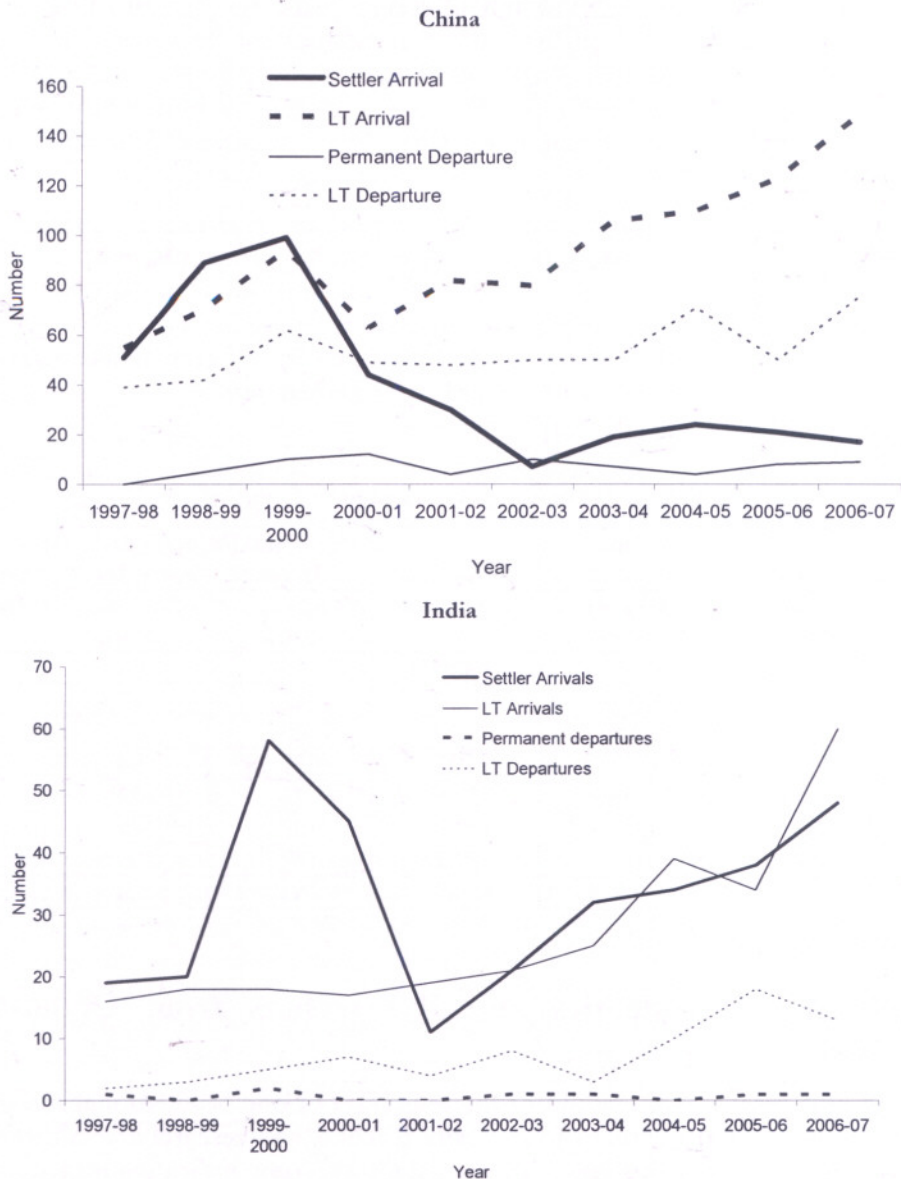 China
Settler Arrival
LT Arrival
Permanent Departure
LT Departure
160
140
120
100
80
60
40
20
0
Number
1997-98 1998-99 1999- 2000-01 2001-02 2002-03 2003-04 2004-05 2005-06 2006-07
2000
Year
India
Settler Arrivals
LT Arrivals
Permanent departures
LT Departures
70
60
50
40
30
20
10
0
Number
1997-98 1998-99 1999- 2000-01 2001-02 2002-03 2003-04 2004-05 2005-06 2006-07
2000
Year